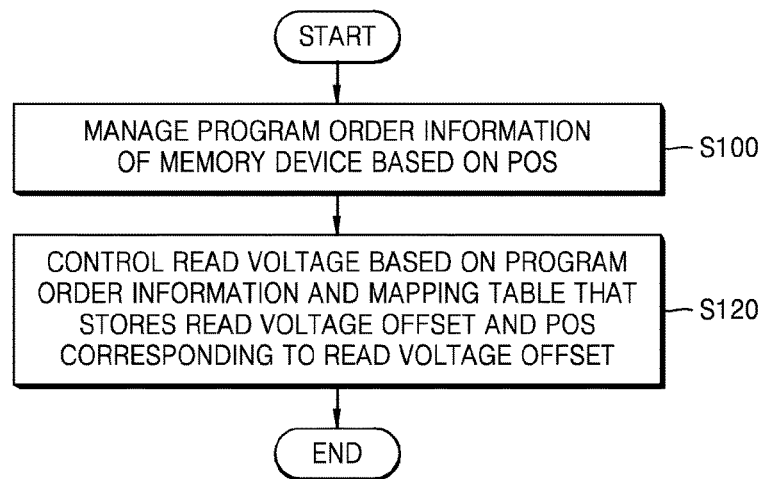 START
MANAGE PROGRAM ORDER INFORMATION
OF MEMORY DEVICE BASED ON POS
S100
CONTROL READ VOLTAGE BASED ON PROGRAM
ORDER INFORMATION AND MAPPING TABLE THAT
STORES READ VOLTAGE OFFSET AND POS
CORRESPONDING TO READ VOLTAGE OFFSET
S120
END